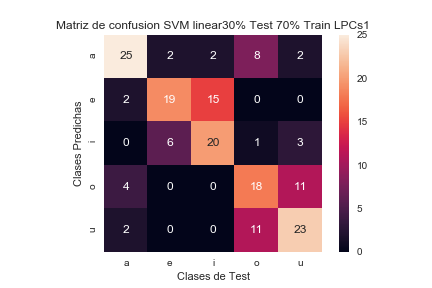 Matriz de confusion SVM linear30% Test 70% Train LPCs1
Clases Predichas
a 25 2 2 8 2
e 2 19 15 0 0
i 0 6 20 1 3
o 4 0 0 18 11
u 2 0 0 11 23
a e i o u
Clases de Test
25
20
15
10
5
0